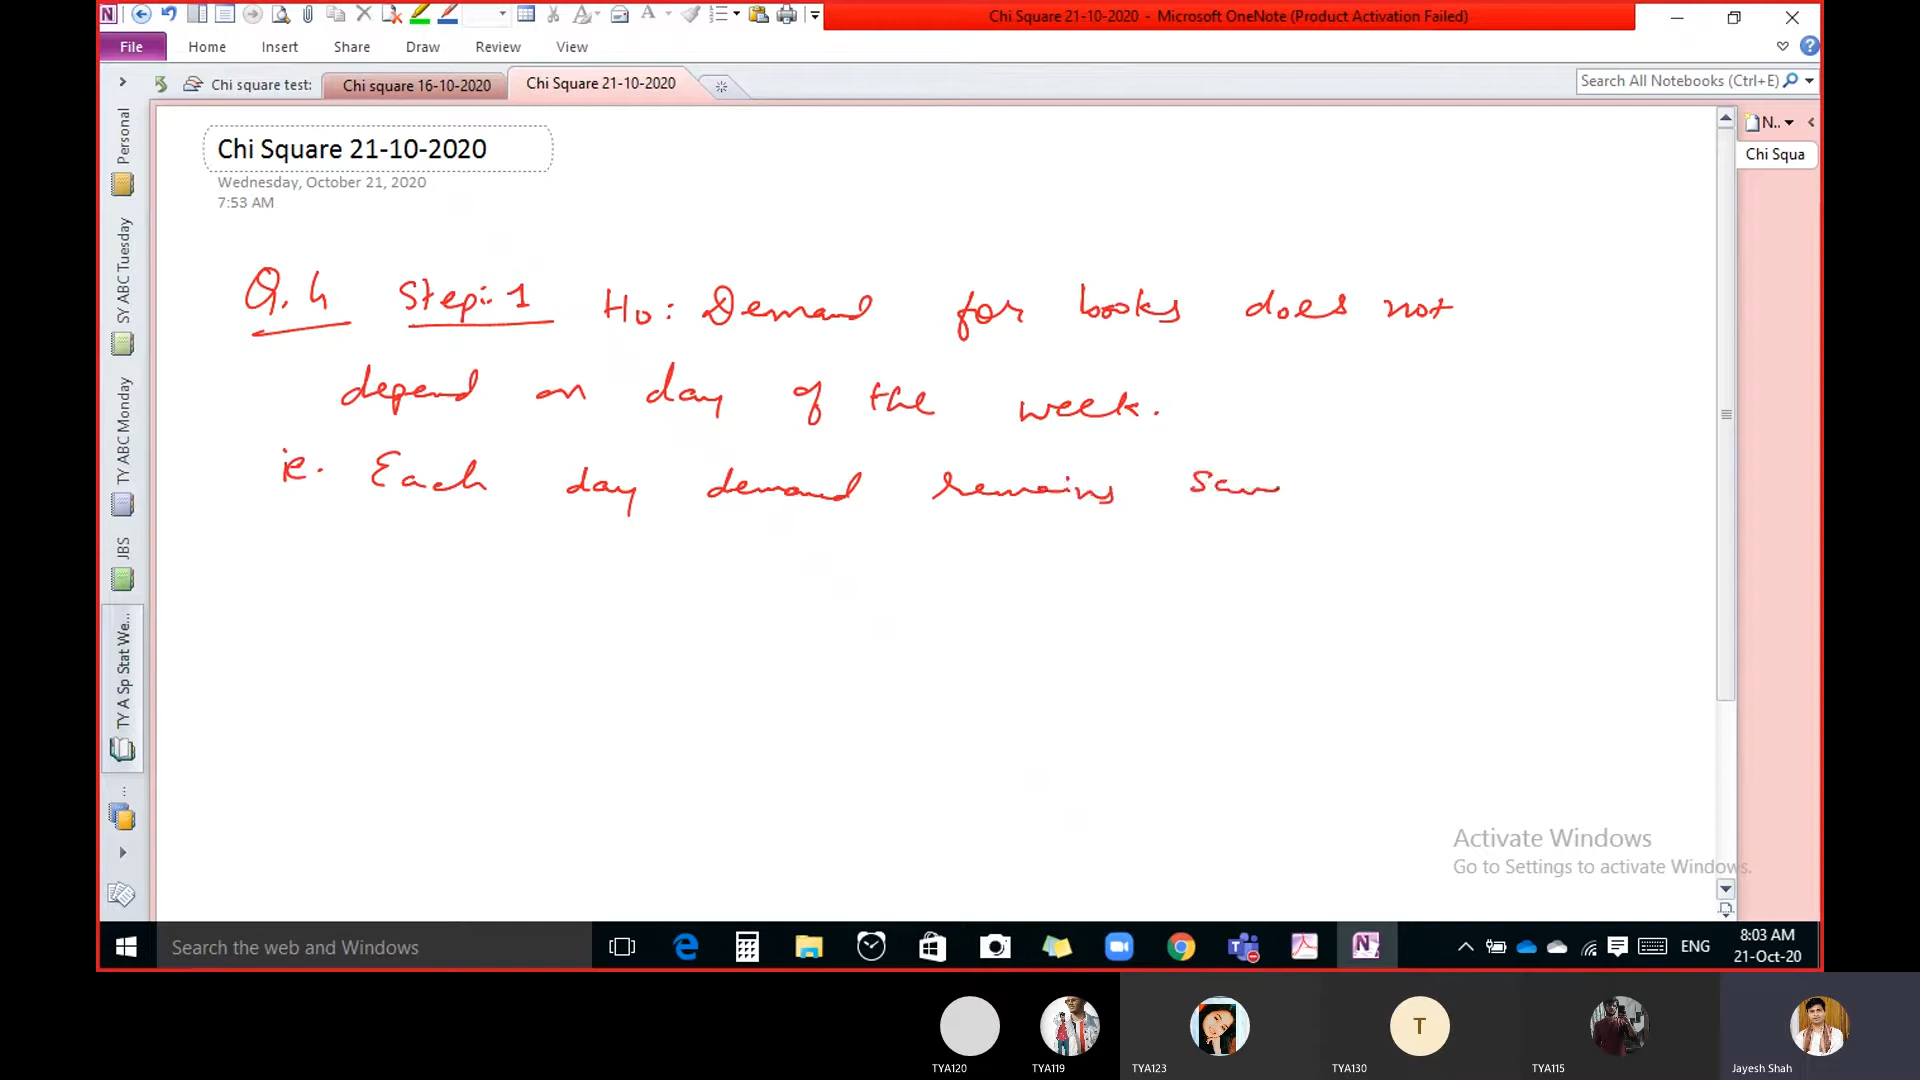 Chi Square 21-10-2020 - Microsoft OneNote (Product Activation Failed)
File Home Insert Share Draw Review View
Chi square test: Chi square 16-10-2020 Chi Square 21-10-2020
Search All Notebooks (Ctrl+E)
N..
Chi Squa
Personal
SY ABC Tuesday
TY ABC Monday
JBS
TY A Sp Stat We...
Chi Square 21-10-2020
Wednesday, October 21, 2020
7:53 AM
Q.4 Step:-1 H0: Demand for books does not
depend on day of the week.
ie. Each day demand remains sam
Activate Windows
Go to Settings to activate Windows.
Search the web and Windows
ENG
8:03 AM
21-Oct-20
T
TYA120 TYA119 TYA123 TYA130 TYA115 Jayesh Shah